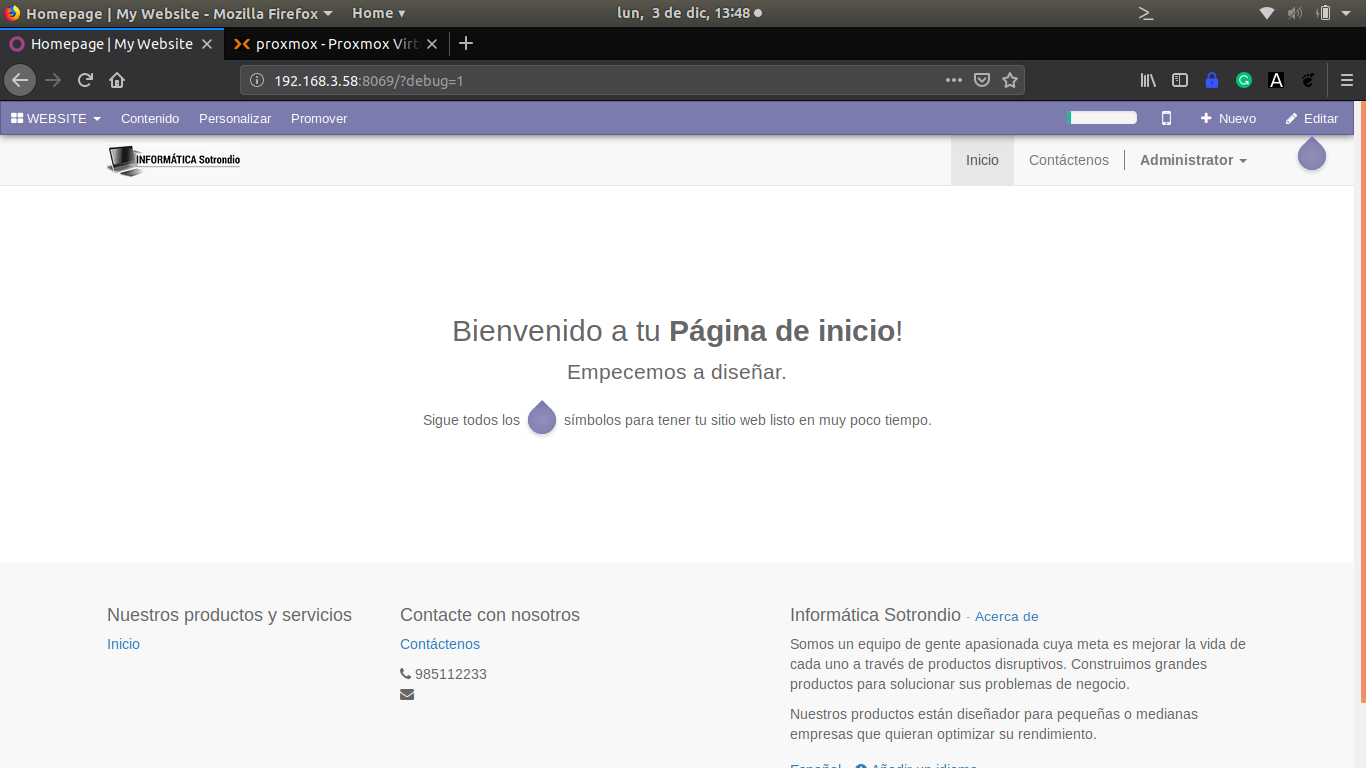 Homepage | My Website - Mozilla Firefox Home lun, 3 de dic, 13:48
Homepage | My Website proxmox - Proxmox Virt
192.168.3.58:8069/?debug=1 A
WEBSITE Contenido Personalizar Promover Nuevo Editar
INFORMÁTICA Sotrondio Inicio Contáctenos Administrator
Bienvenido a tu Página de inicio!
Empecemos a diseñar.
Sigue todos los símbolos para tener tu sitio web listo en muy poco tiempo.
Nuestros productos y servicios
Inicio
Contacte con nosotros
Contáctenos
985112233
Informática Sotrondio - Acerca de
Somos un equipo de gente apasionada cuya meta es mejorar la vida de
cada uno a través de productos disruptivos. Construimos grandes
productos para solucionar sus problemas de negocio.
Nuestros productos están diseñador para pequeñas o medianas
empresas que quieran optimizar su rendimiento.
Español Añadir un idioma